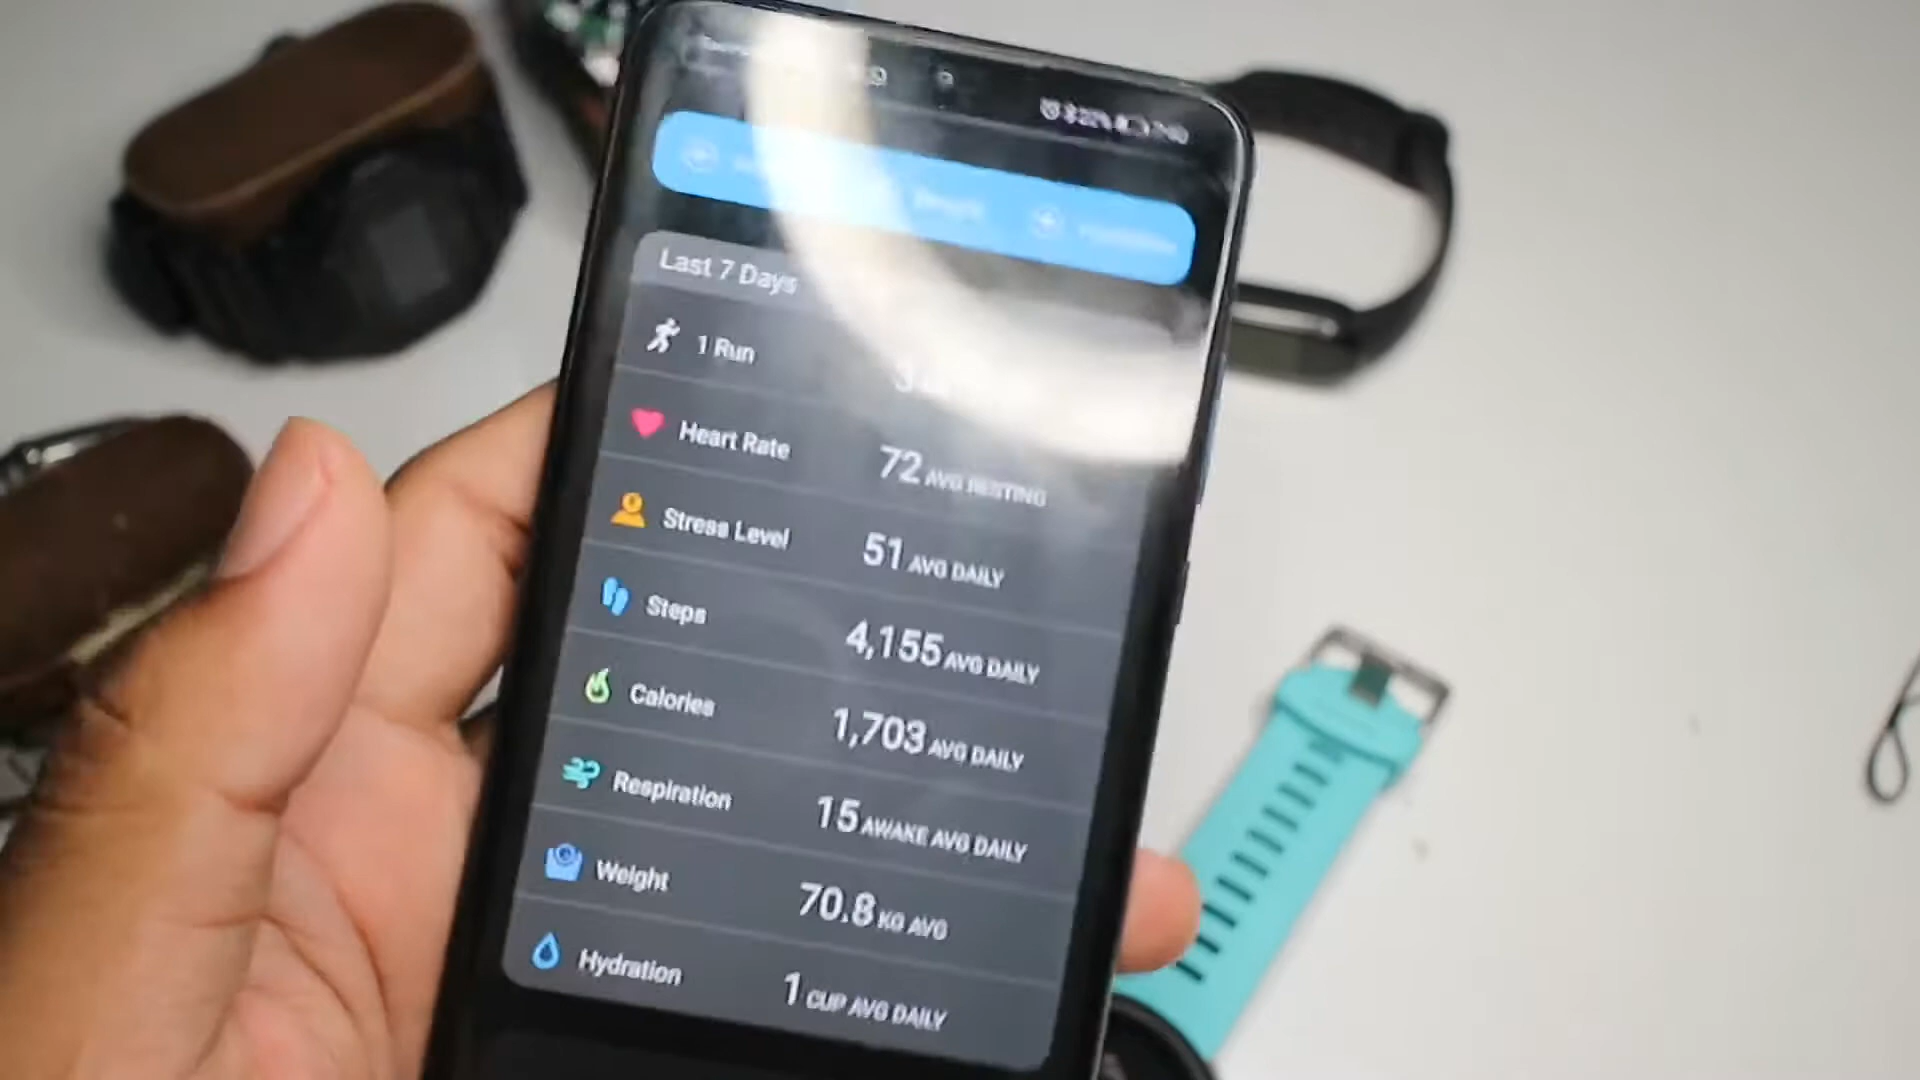 Last 7 Days
1 Run
Heart Rate 72 AVG RESTING
Stress Level 51 AVG DAILY
Steps 4,155 AVG DAILY
Calories 1,703 AVG DAILY
Respiration 15 AWAKE AVG DAILY
Weight 70.8 KG AVG
Hydration 1 CUP AVG DAILY